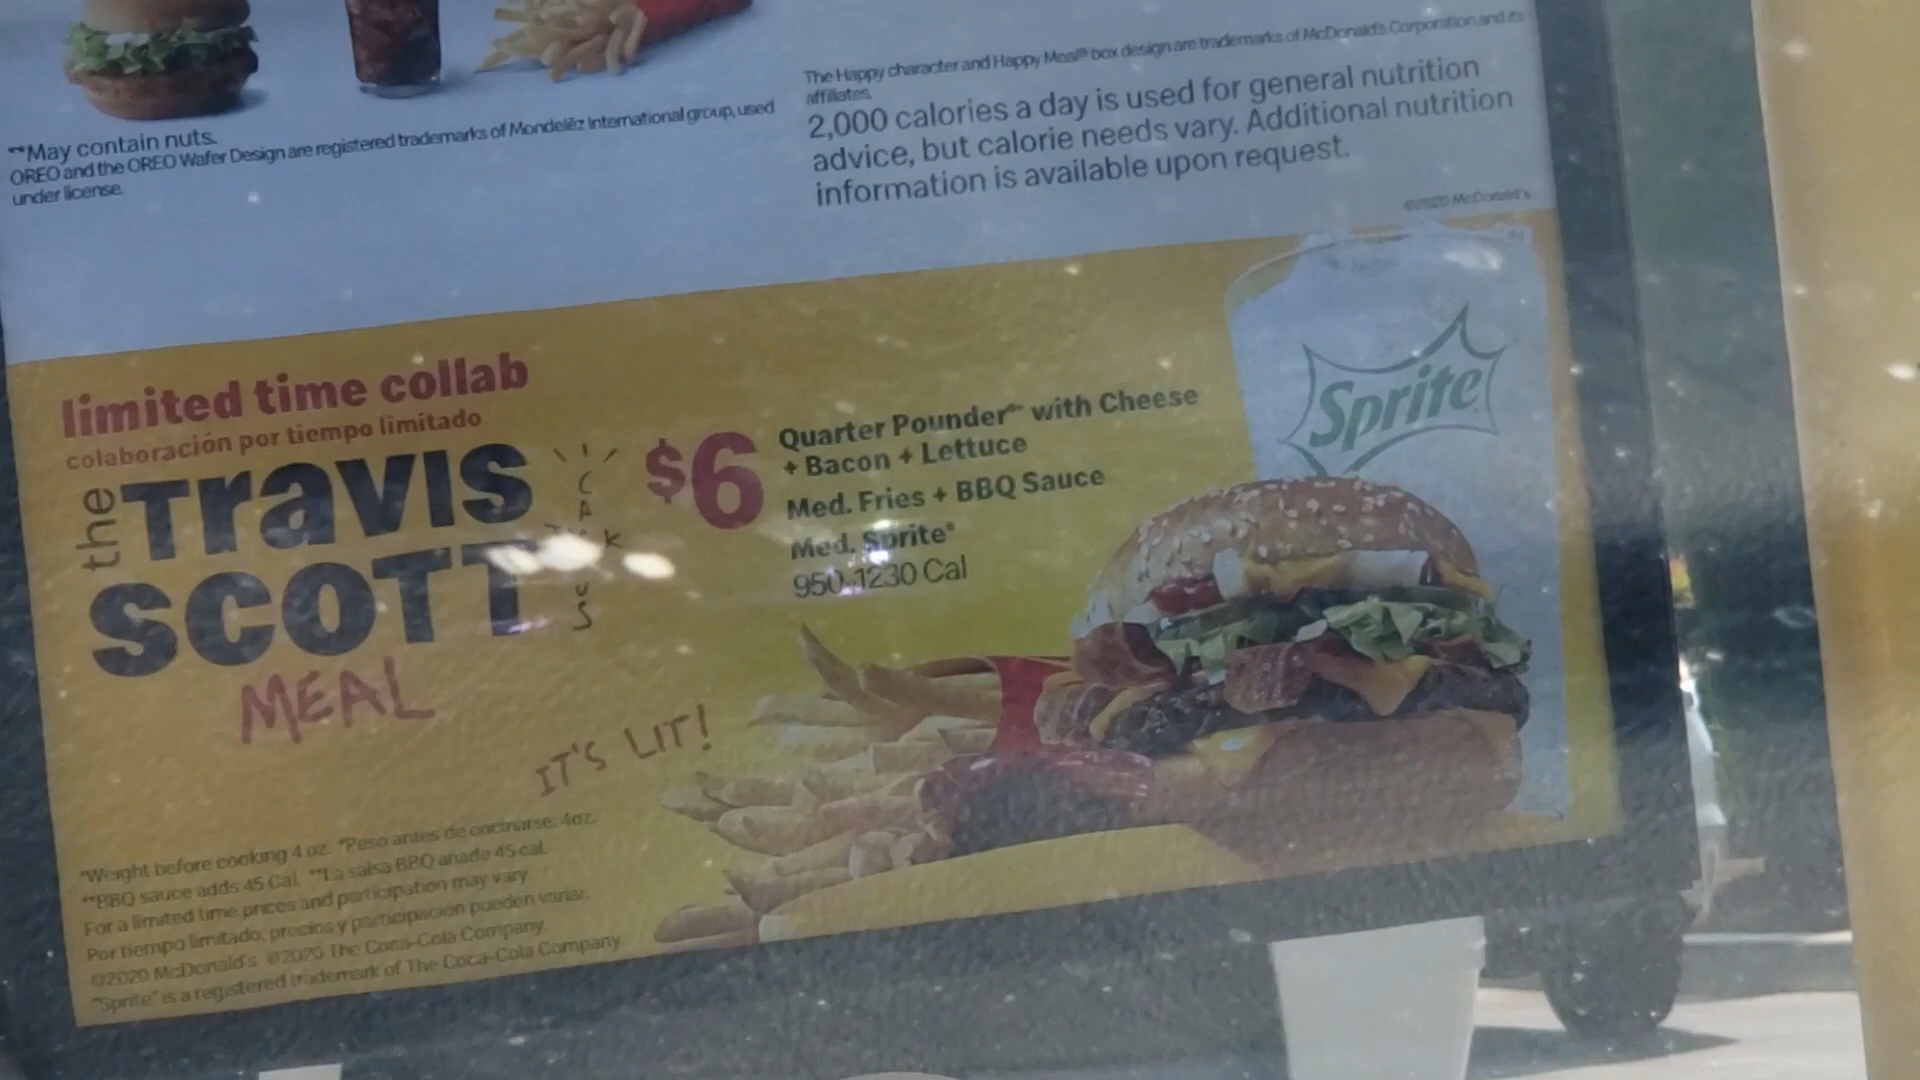 **May contain nuts.
OREO and the OREO Wafer Design are registered trademarks of Mondelēz International group, used
under license.
The Happy character and Happy Meal® box design are trademarks of McDonald's Corporation and its
affiliates.
2,000 calories a day is used for general nutrition
advice, but calorie needs vary. Additional nutrition
information is available upon request.
©2020 McDonald's
limited time collab
colaboración por tiempo limitado
the Travis
SCOTT
MEAL
IT'S LIT!
$6
Quarter Pounder®* with Cheese
+ Bacon + Lettuce
Med. Fries + BBQ Sauce
Med. Sprite®
950-1230 Cal
Sprite
*Weight before cooking 4 oz. *Peso antes de cocinarse: 4oz.
**BBQ sauce adds 45 Cal. **La salsa BBQ añade 45 cal.
For a limited time prices and participation may vary.
Por tiempo limitado, precios y participación pueden variar.
©2020 McDonald's ©2020 The Coca-Cola Company.
"Sprite" is a registered trademark of The Coca-Cola Company.